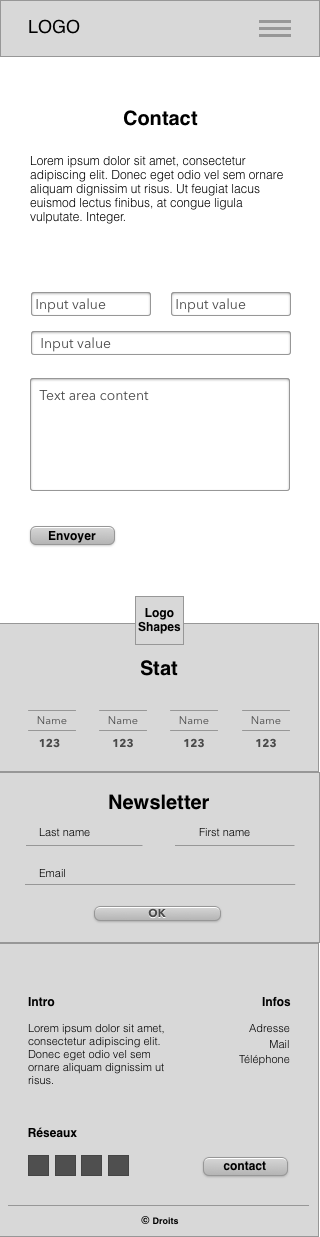 LOGO
Contact
Lorem ipsum dolor sit amet, consectetur
adipiscing elit. Donec eget odio vel sem ornare
aliquam dignissim ut risus. Ut feugiat lacus
euismod lectus finibus, at congue ligula
vulputate. Integer.
Input value Input value
Input value
Text area content
Envoyer
Logo
Shapes
Stat
Name Name Name Name
123 123 123 123
Newsletter
Last name First name
Email
OK
Intro Infos
Lorem ipsum dolor sit amet, Adresse
consectetur adipiscing elit. Mail
Donec eget odio vel sem Téléphone
ornare aliquam dignissim ut
risus.
Réseaux
contact
© Droits